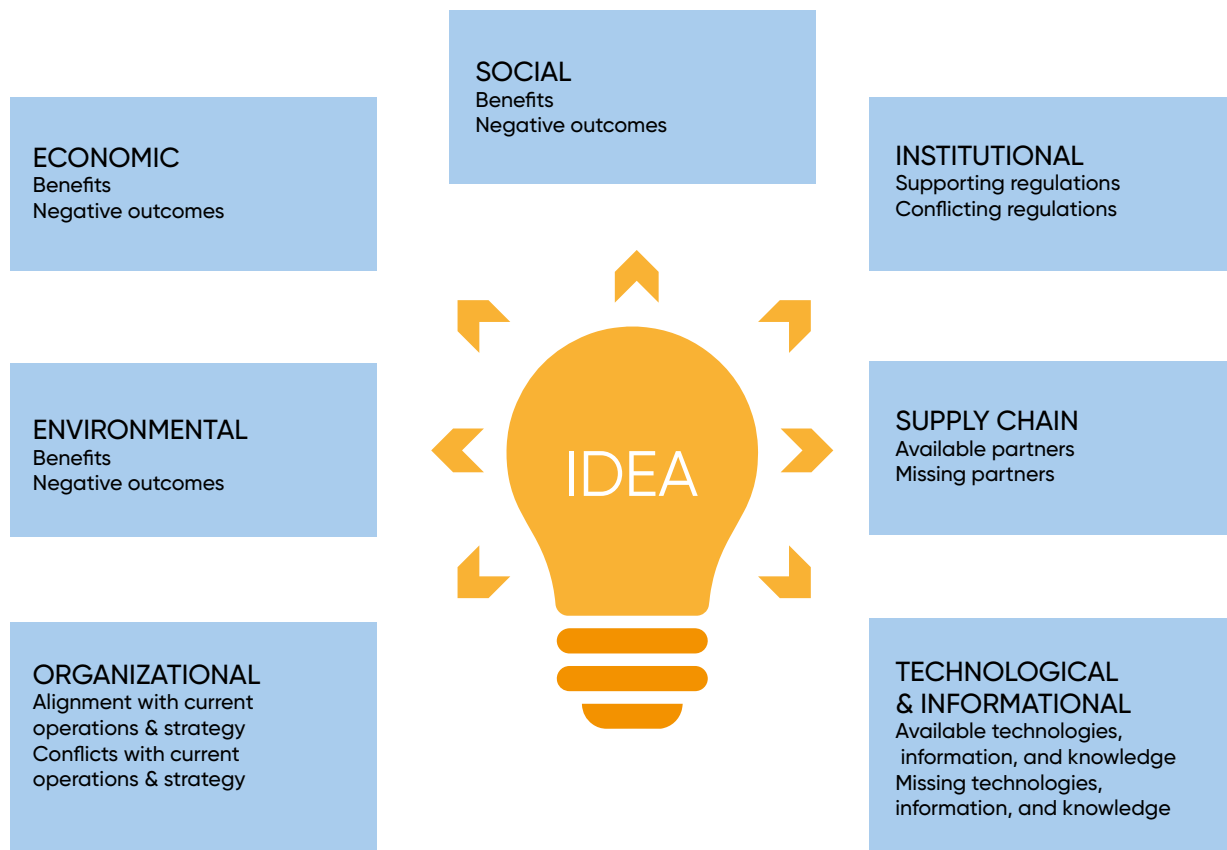 SOCIAL
Benefits
Negative outcomes
ECONOMIC
Benefits
Negative outcomes
INSTITUTIONAL
Supporting regulations
Conflicting regulations
ENVIRONMENTAL
Benefits
Negative outcomes
IDEA
SUPPLY CHAIN
Available partners
Missing partners
ORGANIZATIONAL
Alignment with current
operations & strategy
Conflicts with current
operations & strategy
TECHNOLOGICAL
& INFORMATIONAL
Available technologies,
information, and knowledge
Missing technologies,
information, and knowledge